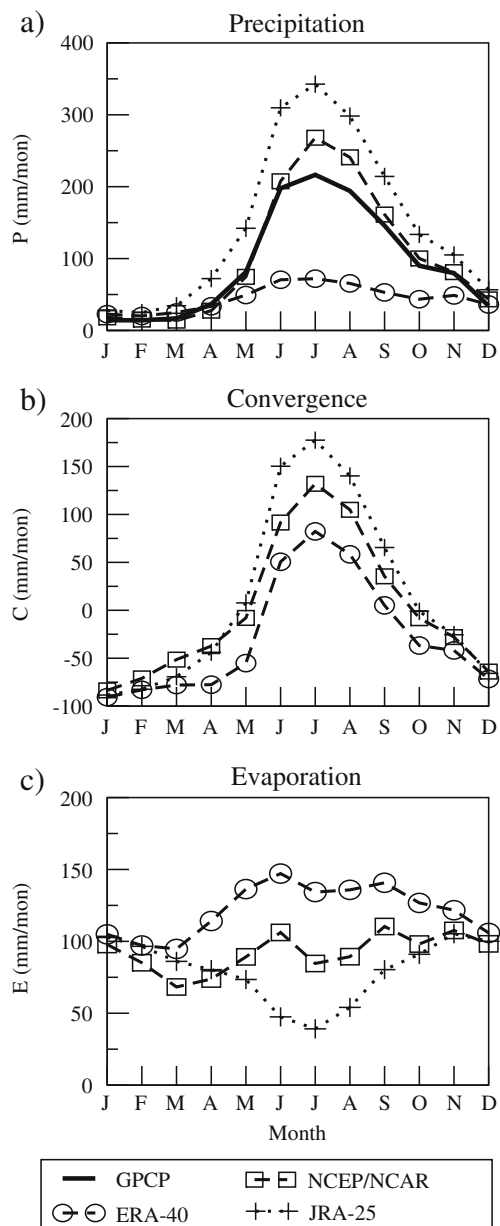 a) Precipitation
400
300
200
100
0
P (mm/mon)
J F M A M J J A S O N D
b) Convergence
200
150
100
50
0
-50
-100
C (mm/mon)
J F M A M J J A S O N D
c) Evaporation
200
150
100
50
0
E (mm/mon)
J F M A M J J A S O N D
Month
GPCP NCEP/NCAR
ERA-40 JRA-25